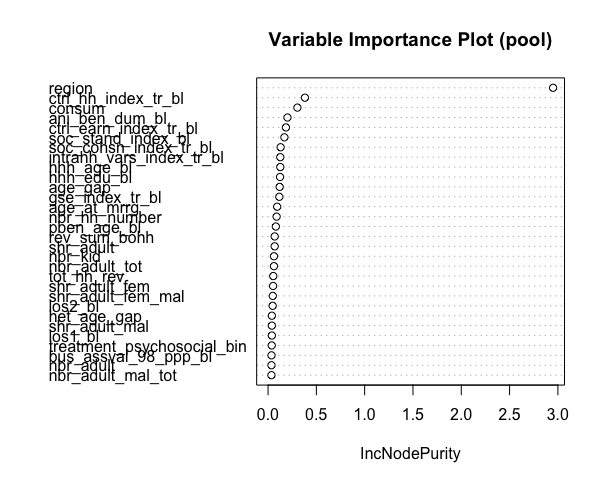 Variable Importance Plot (pool)
region
ctrl_hh_index_tr_bl
consum
ani_ben_dum_bl
ctrl_earn_index_tr_bl
soc_stand_index_bl
soc_consn_index_tr_bl
intrahh_vars_index_tr_bl
hhh_age_bl
hhh_edu_bl
age_gap
gse_index_tr_bl
age_at_mrrg
nbr_hh_number
pben_age_bl
rev_sum_bohh
shr_adult
nbr_kid
nbr_adult_tot
tot_hh_rev
shr_adult_fem
shr_adult_fem_mal
los2_bl
net_age_gap
shr_adult_mal
los1_bl
treatment_psychosocial_bin
bus_assval_98_ppp_bl
nbr_adult
nbr_adult_mal_tot
0.0 0.5 1.0 1.5 2.0 2.5 3.0
IncNodePurity